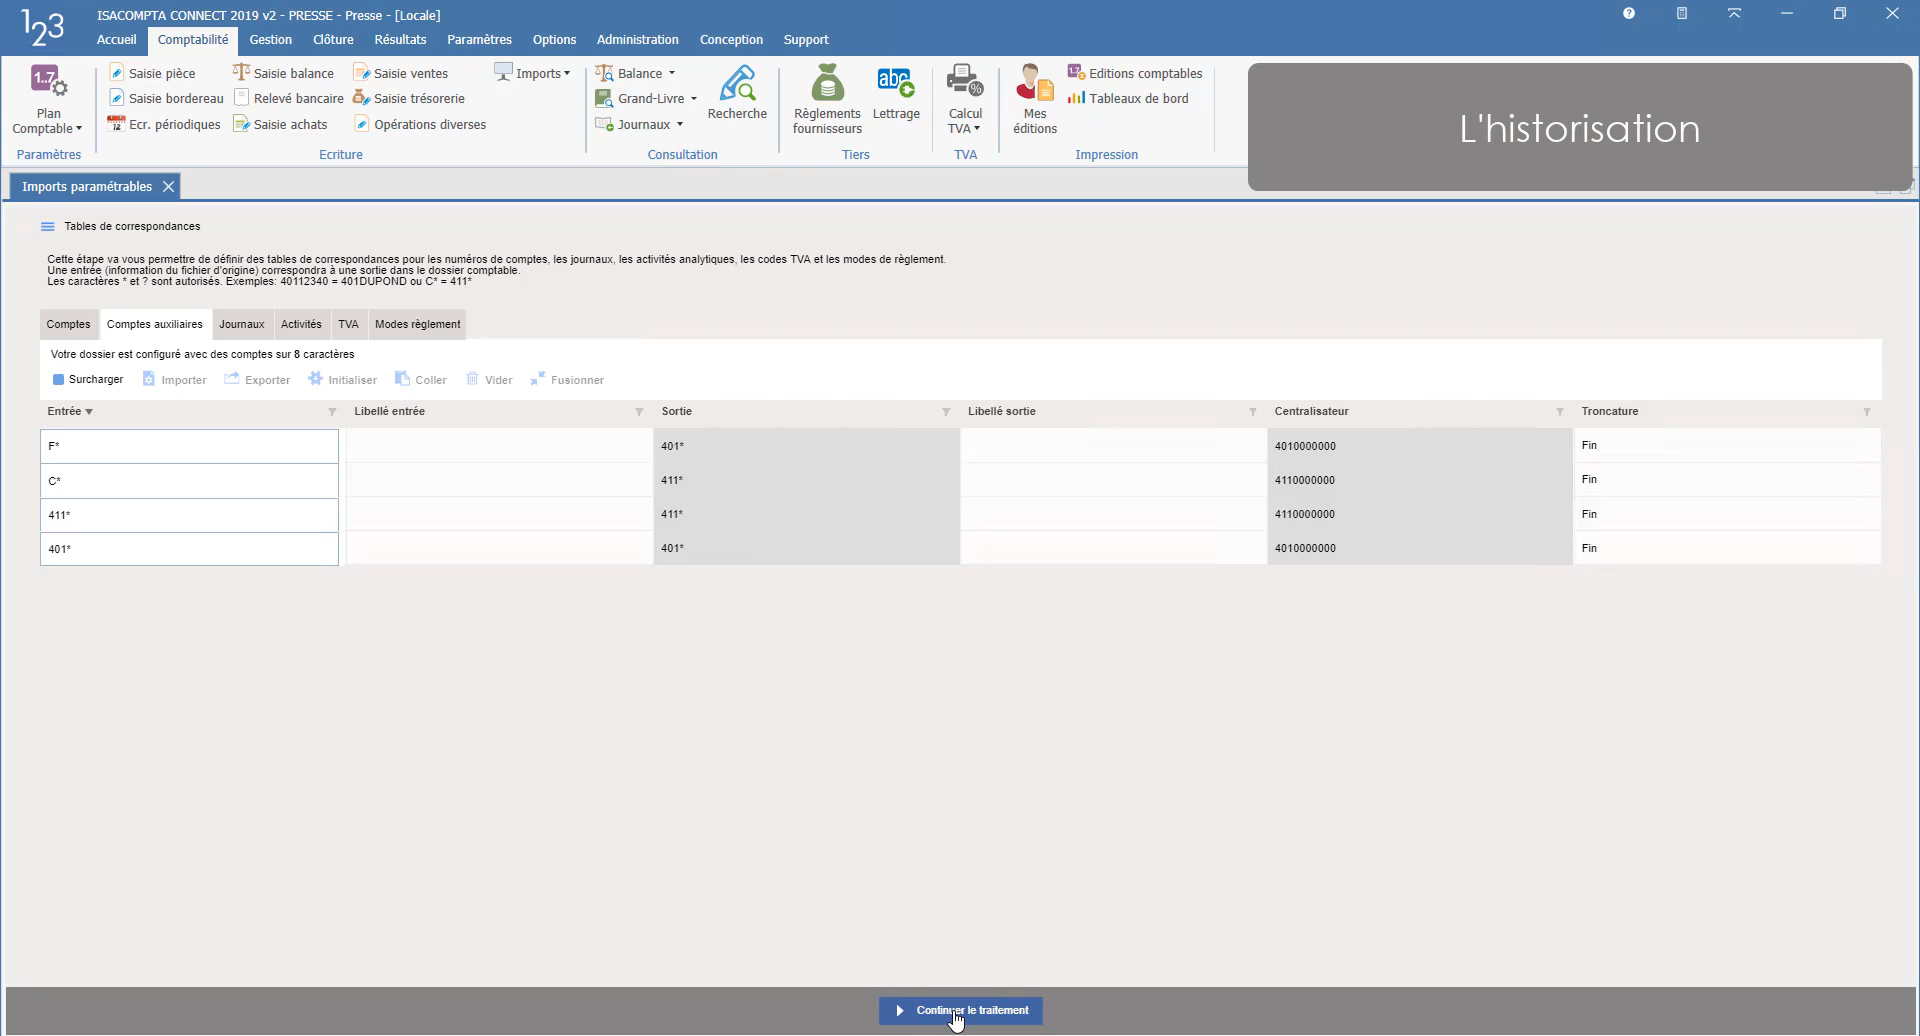 123
ISACOMPTA CONNECT 2019 v2 - PRESSE - Presse - [Locale]
Accueil Comptabilité Gestion Clôture Résultats Paramètres Options Administration Conception Support
1..7
Plan
Comptable
Paramètres
Saisie pièce Saisie balance Saisie ventes Imports
Saisie bordereau Relevé bancaire Saisie trésorerie
12 Ecr. périodiques Saisie achats Opérations diverses
Ecriture
Balance
Grand-Livre
Journaux
Recherche
Consultation
Règlements
fournisseurs
abc
Lettrage
Tiers
%
Calcul
TVA
TVA
Mes
éditions
Editions comptables
Tableaux de bord
Impression
L'historisation
Imports paramétrables
Tables de correspondances
Cette étape va vous permettre de définir des tables de correspondances pour les numéros de comptes, les journaux, les activités analytiques, les codes TVA et les modes de règlement.
Une entrée (information du fichier d'origine) correspondra à une sortie dans le dossier comptable.
Les caractères * et ? sont autorisés. Exemples: 40112340 = 401DUPOND ou C* = 411*
Comptes Comptes auxiliaires Journaux Activités TVA Modes règlement
Votre dossier est configuré avec des comptes sur 8 caractères
Surcharger Importer Exporter Initialiser Coller Vider Fusionner
Entrée Libellé entrée Sortie Libellé sortie Centralisateur Troncature
F* 401* 4010000000 Fin
C* 411* 4110000000 Fin
411* 411* 4110000000 Fin
401* 401* 4010000000 Fin
Continuer le traitement